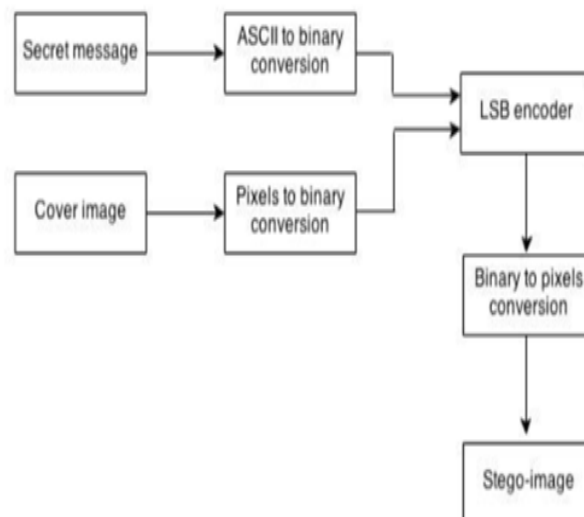 Secret message
ASCII to binary
conversion
LSB encoder
Cover image
Pixels to binary
conversion
Binary to pixels
conversion
Stego-image